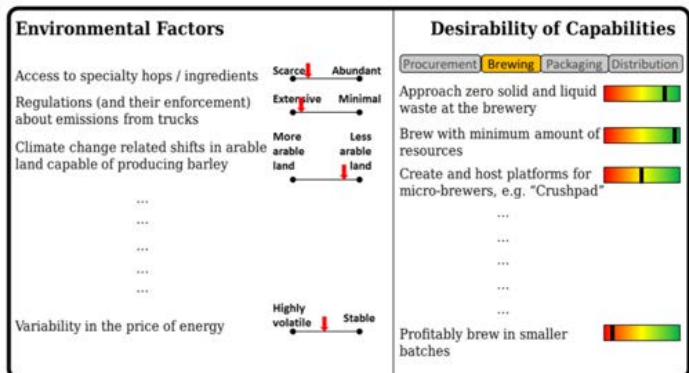 Environmental Factors
Access to specialty hops / ingredients
Scarce Abundant
Regulations (and their enforcement)
about emissions from trucks
Extensive Minimal
Climate change related shifts in arable
land capable of producing barley
More
arable
land
Less
arable
land
...
...
...
...
...
Variability in the price of energy
Highly
volatile
Stable
Desirability of Capabilities
Procurement Brewing Packaging Distribution
Approach zero solid and liquid
waste at the brewery
Brew with minimum amount of
resources
Create and host platforms for
micro-brewers, e.g. “Crushpad”
...
...
...
...
...
Profitably brew in smaller
batches